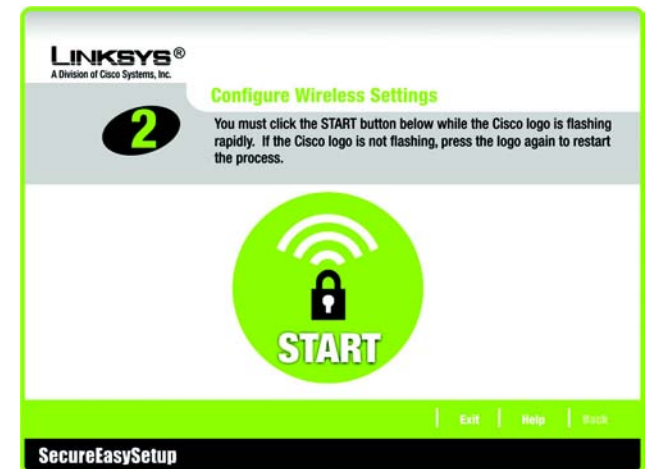 LINKSYS®
A Division of Cisco Systems, Inc.
Configure Wireless Settings
2
You must click the START button below while the Cisco logo is flashing
rapidly. If the Cisco logo is not flashing, press the logo again to restart
the process.
START
Exit Help Back
SecureEasySetup